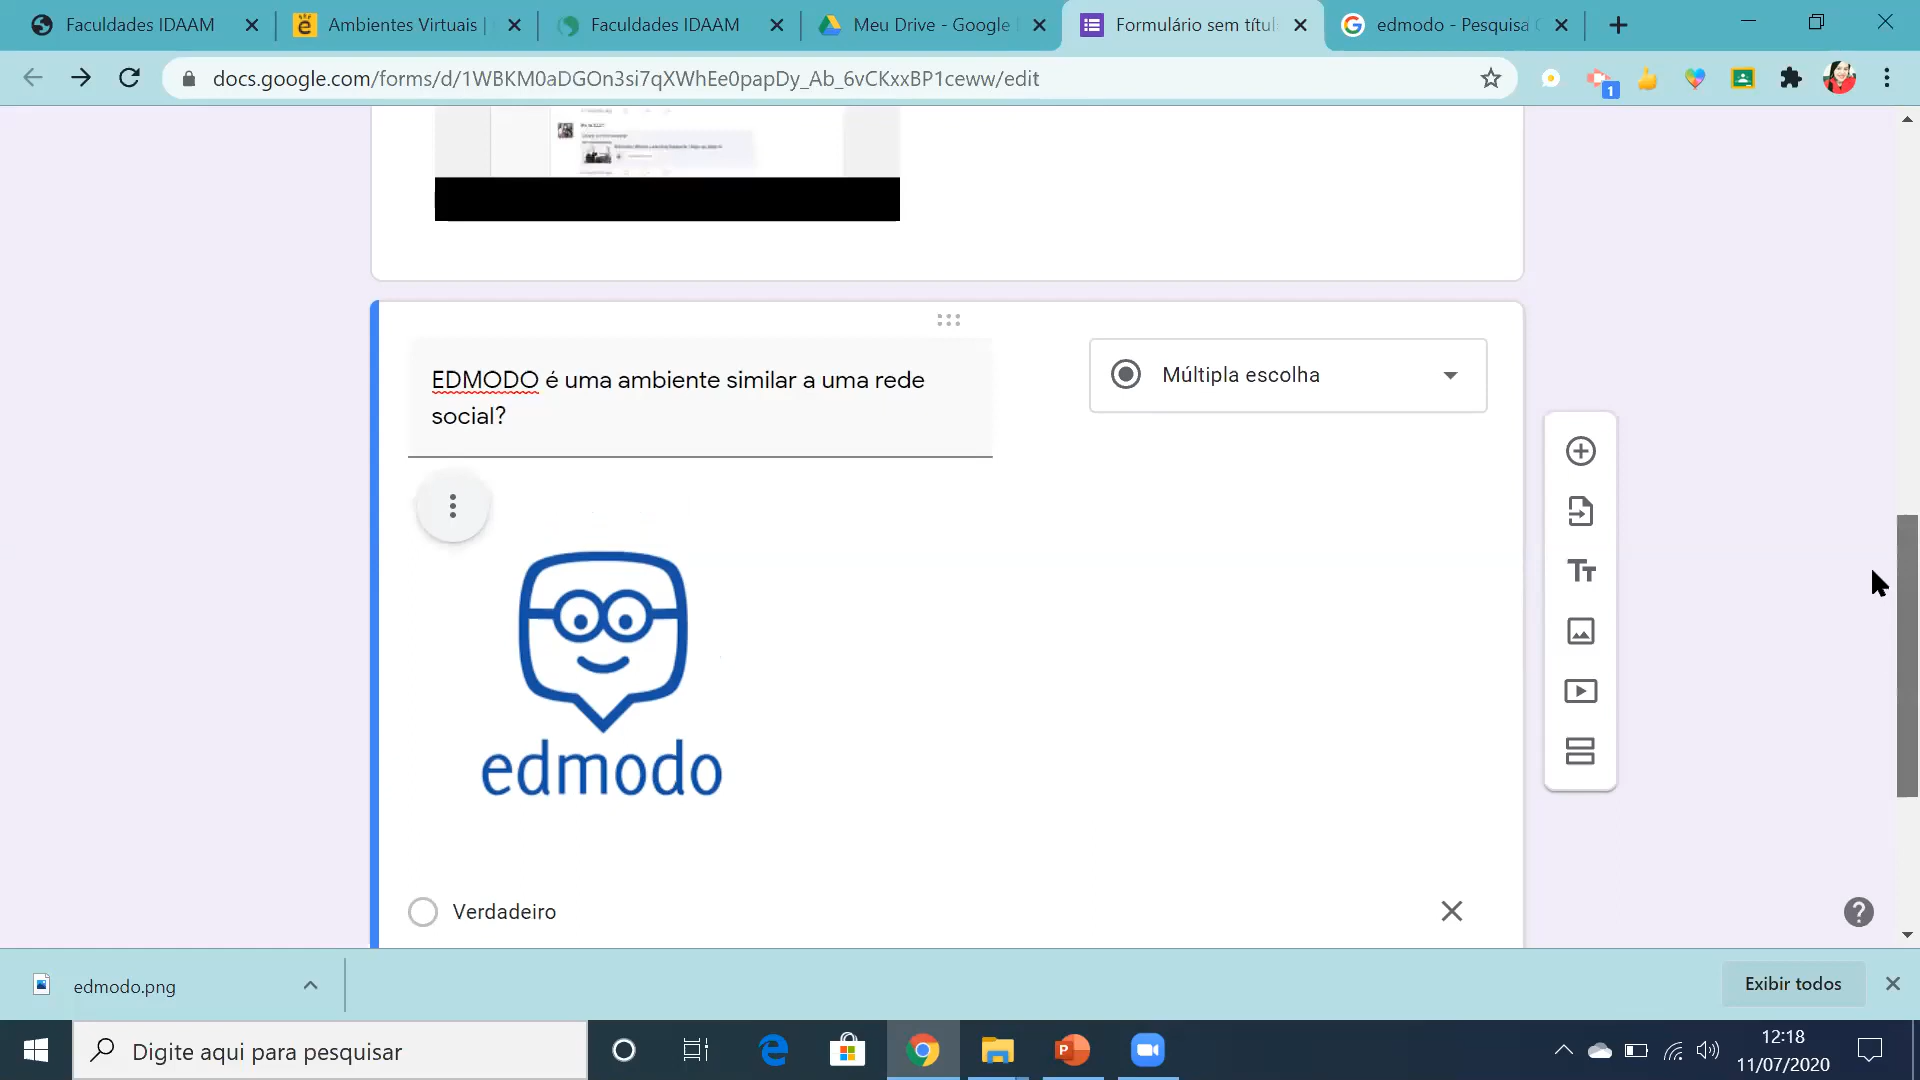 Faculdades IDAAM
Ambientes Virtuais |
Faculdades IDAAM
Meu Drive - Google
Formulário sem títul
edmodo - Pesquisa
docs.google.com/forms/d/1WBKM0aDGOn3si7qXWhEe0papDy_Ab_6vCKxxBP1ceww/edit
1
EDMODO é uma ambiente similar a uma rede
social?
Múltipla escolha
edmodo
Verdadeiro
edmodo.png
Exibir todos
Digite aqui para pesquisar
12:18
11/07/2020